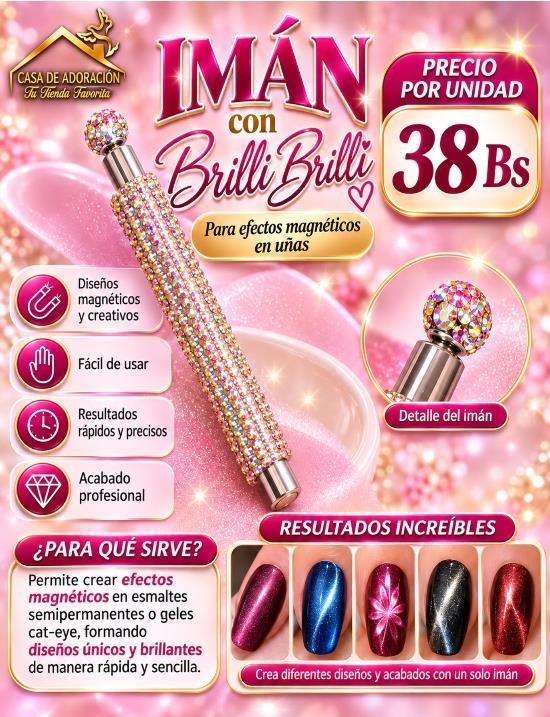 CASA DE ADORACIÓN
Tu Tienda Favorita
IMÁN
con
Brilli Brilli
Para efectos magnéticos
en uñas
PRECIO
POR UNIDAD
38 Bs
Diseños
magnéticos
y creativos
Fácil de usar
Resultados
rápidos y precisos
Acabado
profesional
Detalle del imán
¿PARA QUÉ SIRVE?
Permite crear efectos
magnéticos en esmaltes
semipermanentes o geles
cat-eye, formando
diseños únicos y brillantes
de manera rápida y sencilla.
RESULTADOS INCREÍBLES
Crea diferentes diseños y acabados con un solo imán